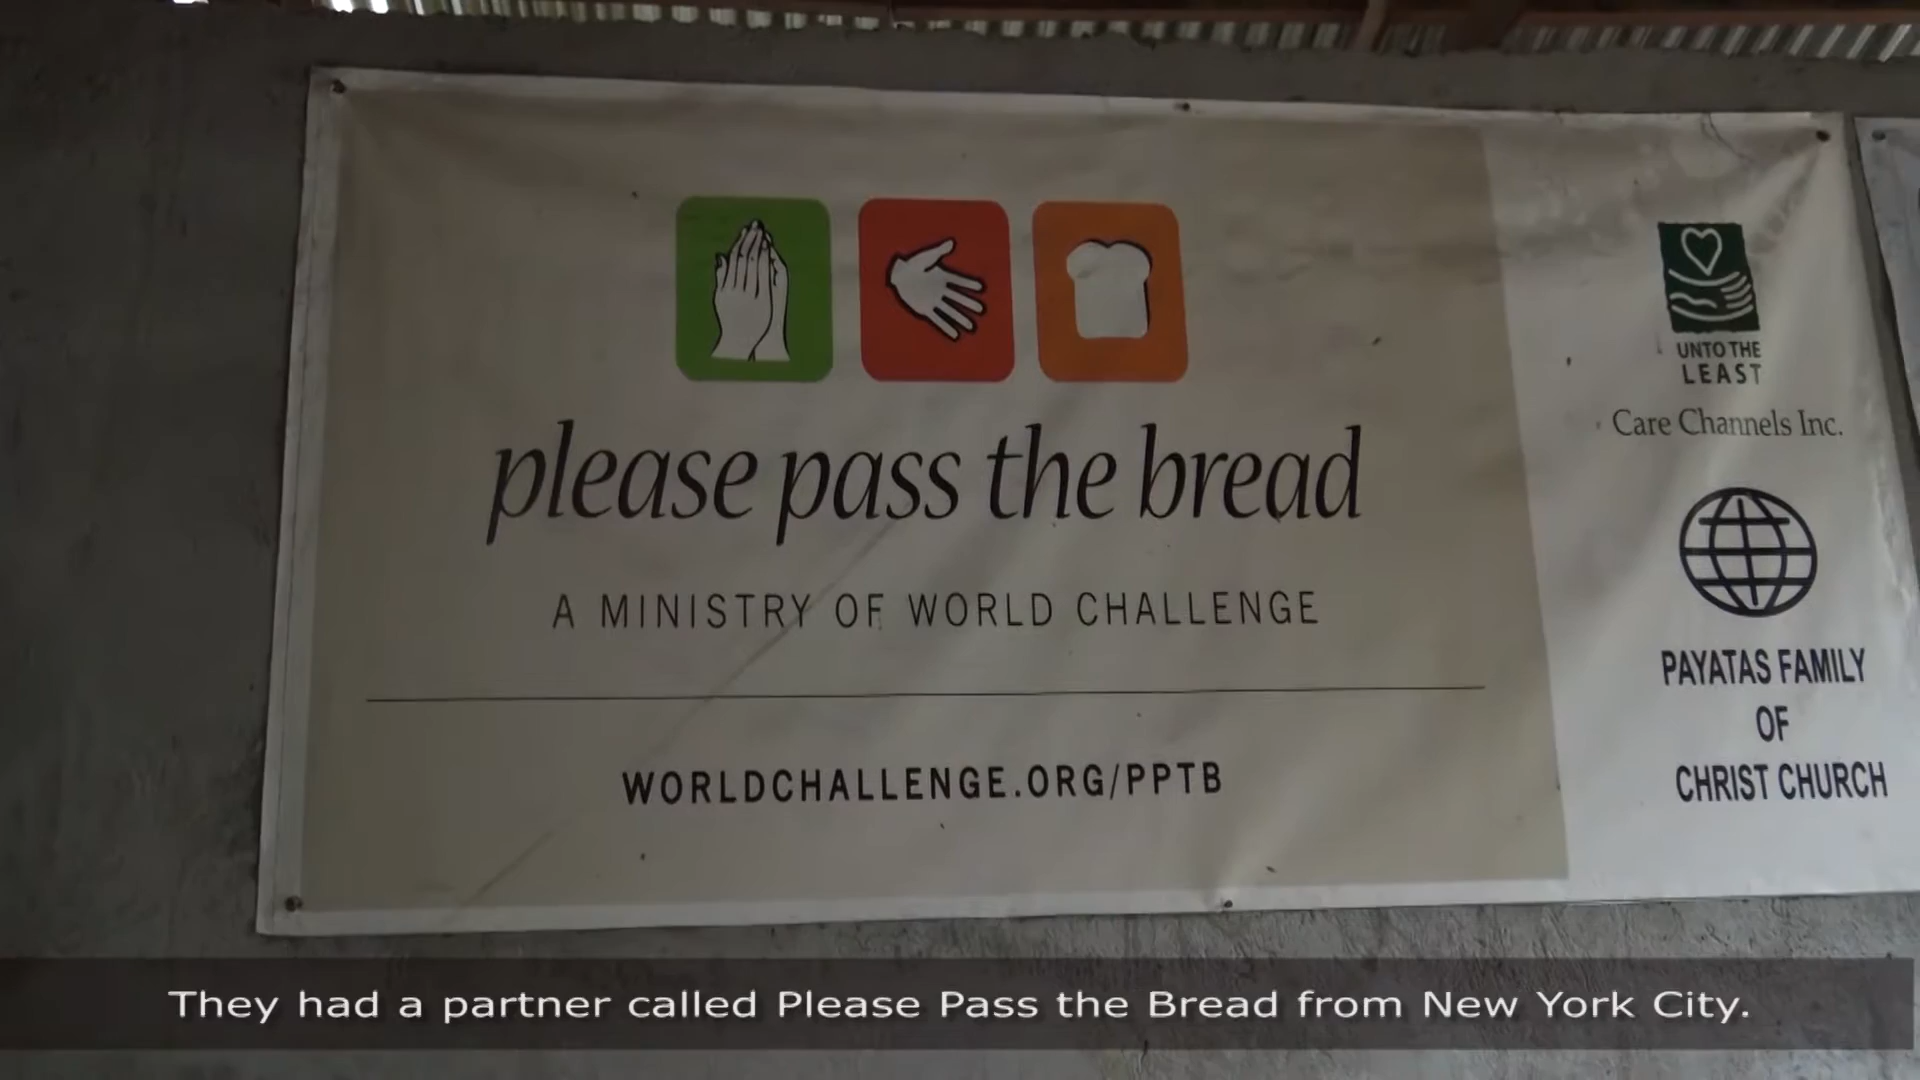 please pass the bread
A MINISTRY OF WORLD CHALLENGE
WORLDCHALLENGE.ORG/PPTB
UNTO THE
LEAST
Care Channels Inc.
PAYATAS FAMILY
OF
CHRIST CHURCH
They had a partner called Please Pass the Bread from New York City.